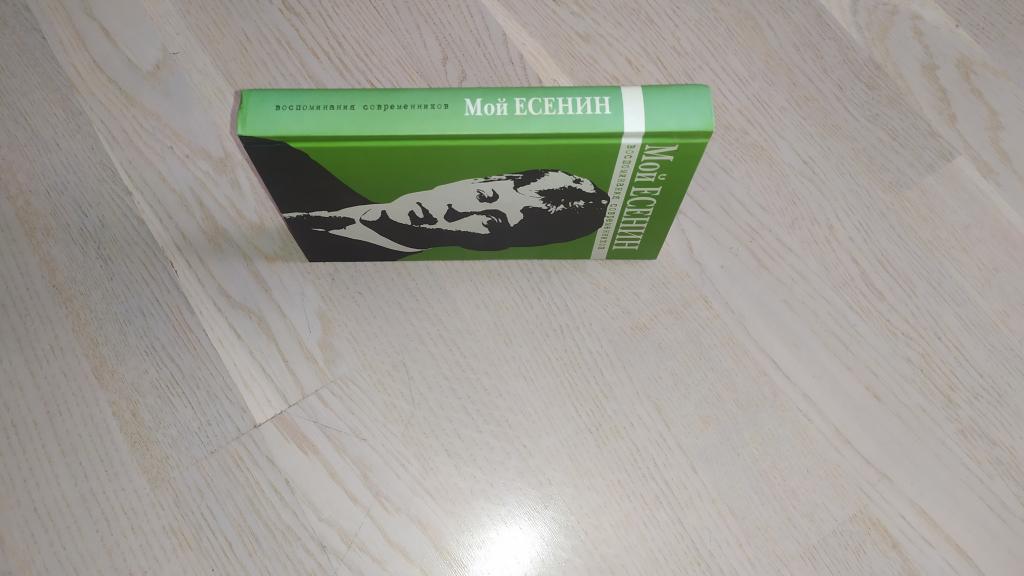 воспоминания современников Мой ЕСЕНИН
Мой ЕСЕНИН
воспоминания современников